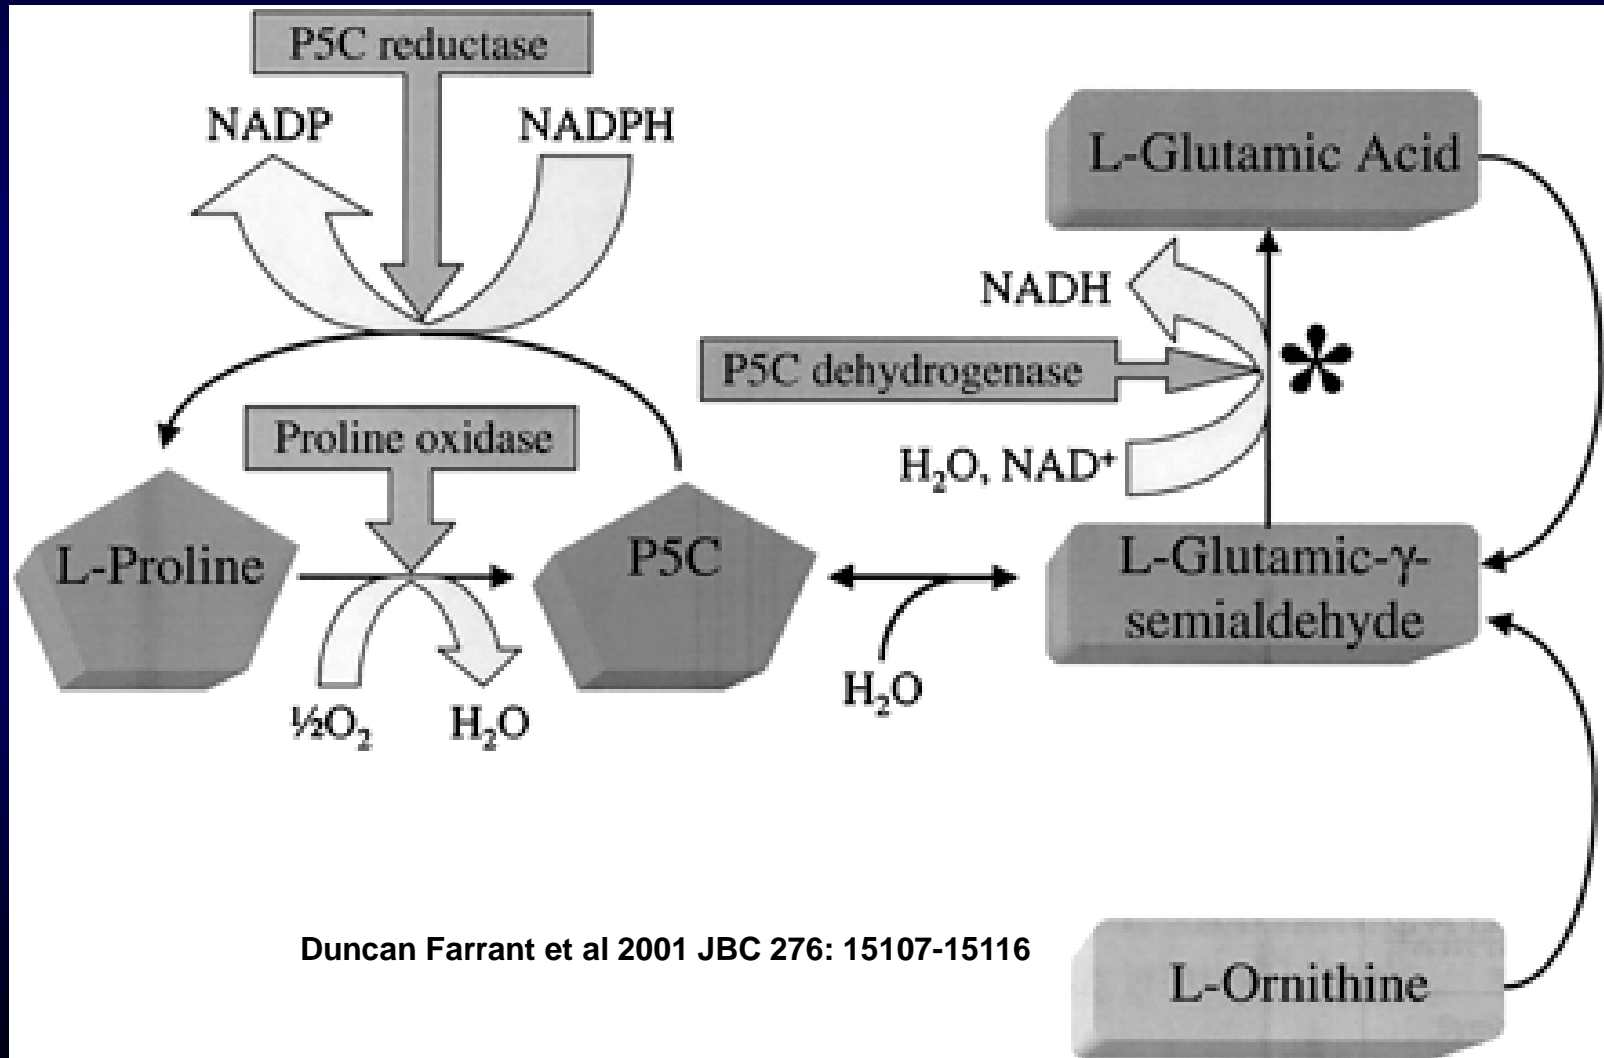 P5C reductase
NADP
NADPH
L-Glutamic Acid
NADH
P5C dehydrogenase
*
Proline oxidase
H₂O, NAD⁺
L-Proline
P5C
L-Glutamic-γ-
semialdehyde
½O₂
H₂O
H₂O
Duncan Farrant et al 2001 JBC 276: 15107-15116
L-Ornithine